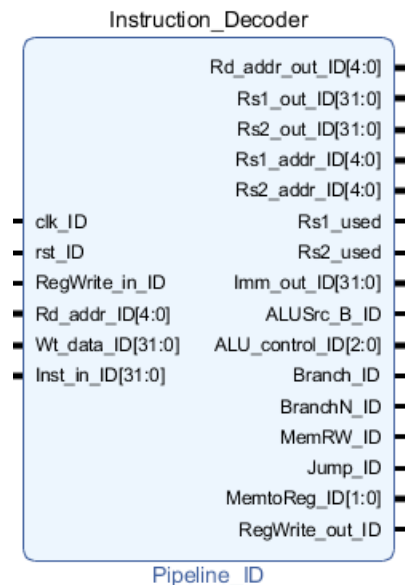 Instruction_Decoder
Rd_addr_out_ID[4:0]
Rs1_out_ID[31:0]
Rs2_out_ID[31:0]
Rs1_addr_ID[4:0]
Rs2_addr_ID[4:0]
clk_ID Rs1_used
rst_ID Rs2_used
RegWrite_in_ID Imm_out_ID[31:0]
Rd_addr_ID[4:0] ALUSrc_B_ID
Wt_data_ID[31:0] ALU_control_ID[2:0]
Inst_in_ID[31:0] Branch_ID
BranchN_ID
MemRW_ID
Jump_ID
MemtoReg_ID[1:0]
RegWrite_out_ID
Pipeline_ID